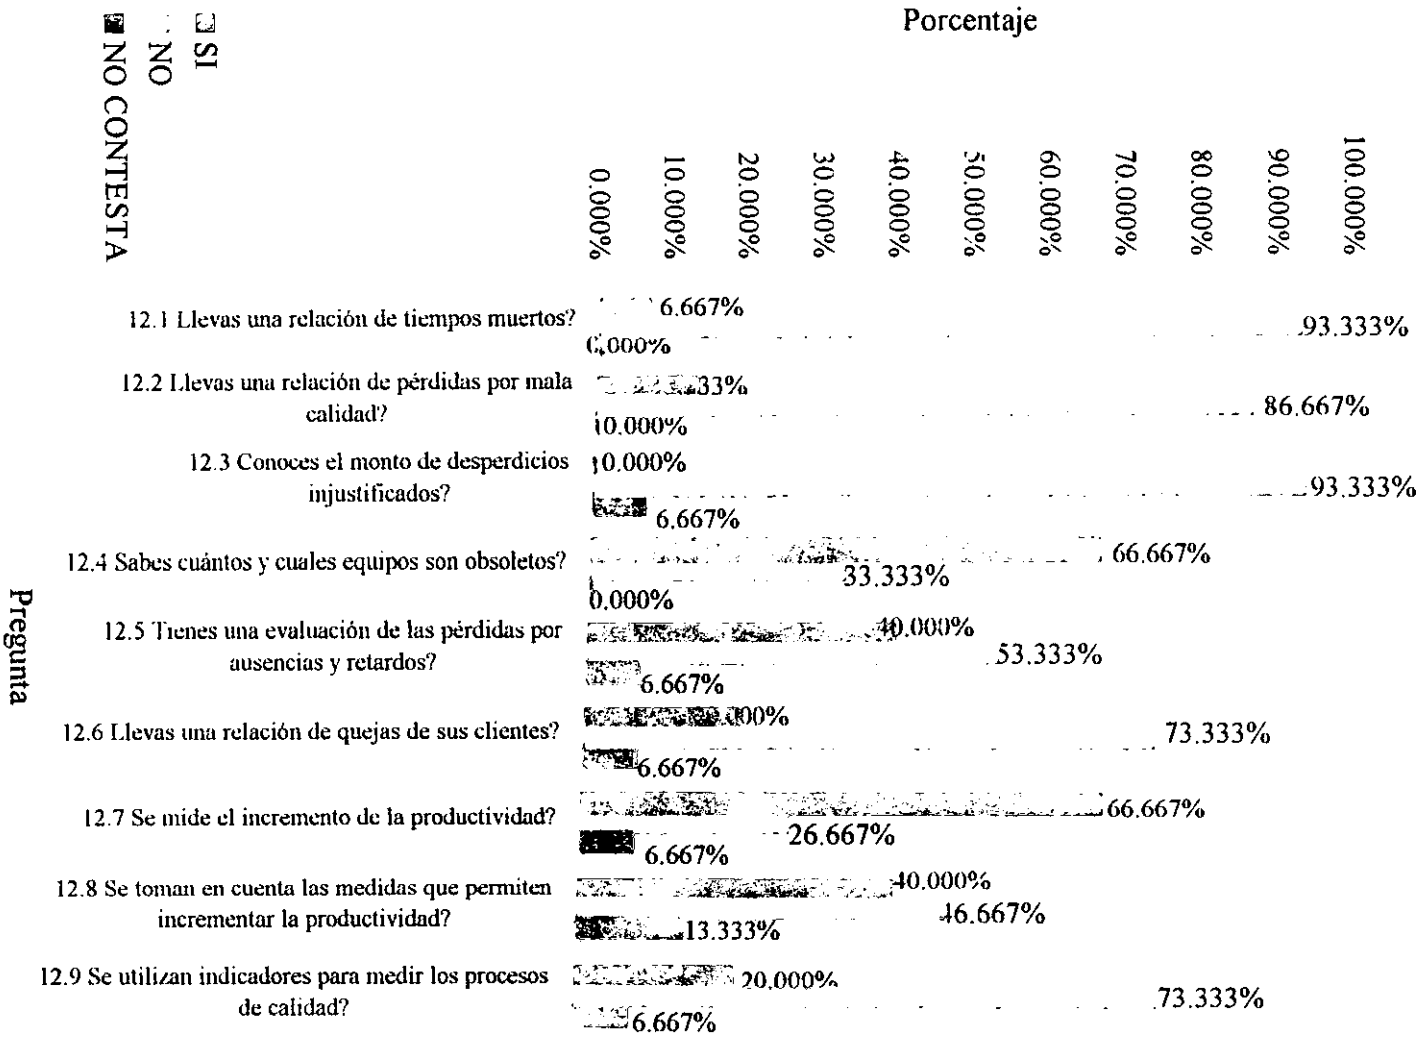 Porcentaje
SI
NO
NO CONTESTA
100.000%
90.000%
80.000%
70.000%
60.000%
50.000%
40.000%
30.000%
20.000%
10.000%
0.000%
12.1 Llevas una relación de tiempos muertos?
6.667%
93.333%
0.000%
12.2 Llevas una relación de pérdidas por mala
calidad?
33%
86.667%
0.000%
12.3 Conoces el monto de desperdicios
injustificados?
0.000%
93.333%
6.667%
12.4 Sabes cuántos y cuales equipos son obsoletos?
66.667%
33.333%
0.000%
12.5 Tienes una evaluación de las pérdidas por
ausencias y retardos?
40.000%
53.333%
6.667%
12.6 Llevas una relación de quejas de sus clientes?
000%
73.333%
6.667%
12.7 Se mide el incremento de la productividad?
66.667%
26.667%
6.667%
12.8 Se toman en cuenta las medidas que permiten
incrementar la productividad?
40.000%
46.667%
13.333%
12.9 Se utilizan indicadores para medir los procesos
de calidad?
20.000%
73.333%
6.667%
Pregunta